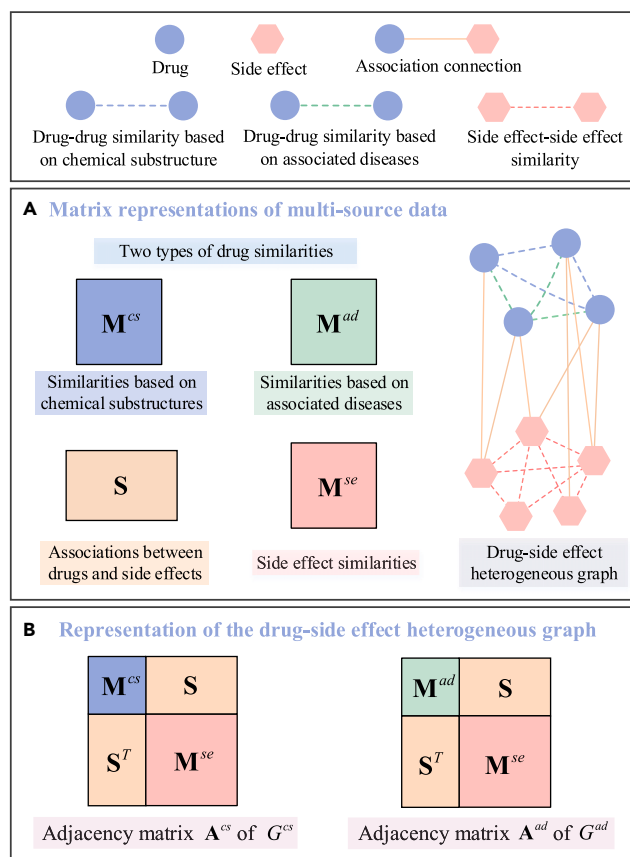 Drug
Side effect
Association connection
Drug-drug similarity based
on chemical substructure
Drug-drug similarity based
on associated diseases
Side effect-side effect
similarity
A Matrix representations of multi-source data
Two types of drug similarities
M^cs
M^ad
Similarities based on
chemical substructures
Similarities based on
associated diseases
S
M^se
Associations between
drugs and side effects
Side effect similarities
Drug-side effect
heterogeneous graph
B Representation of the drug-side effect heterogeneous graph
M^cs S
S^T M^se
M^ad S
S^T M^se
Adjacency matrix A^cs of G^cs
Adjacency matrix A^ad of G^ad